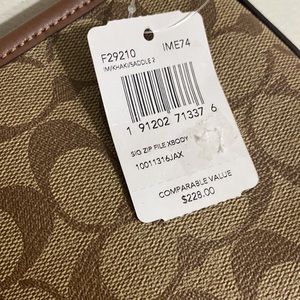 F29210 IME74
IM/KHAKI/SADDLE 2
1 91202 71337 6
SIG ZIP FILE XBODY
10011316JAX
COMPARABLE VALUE
$228.00